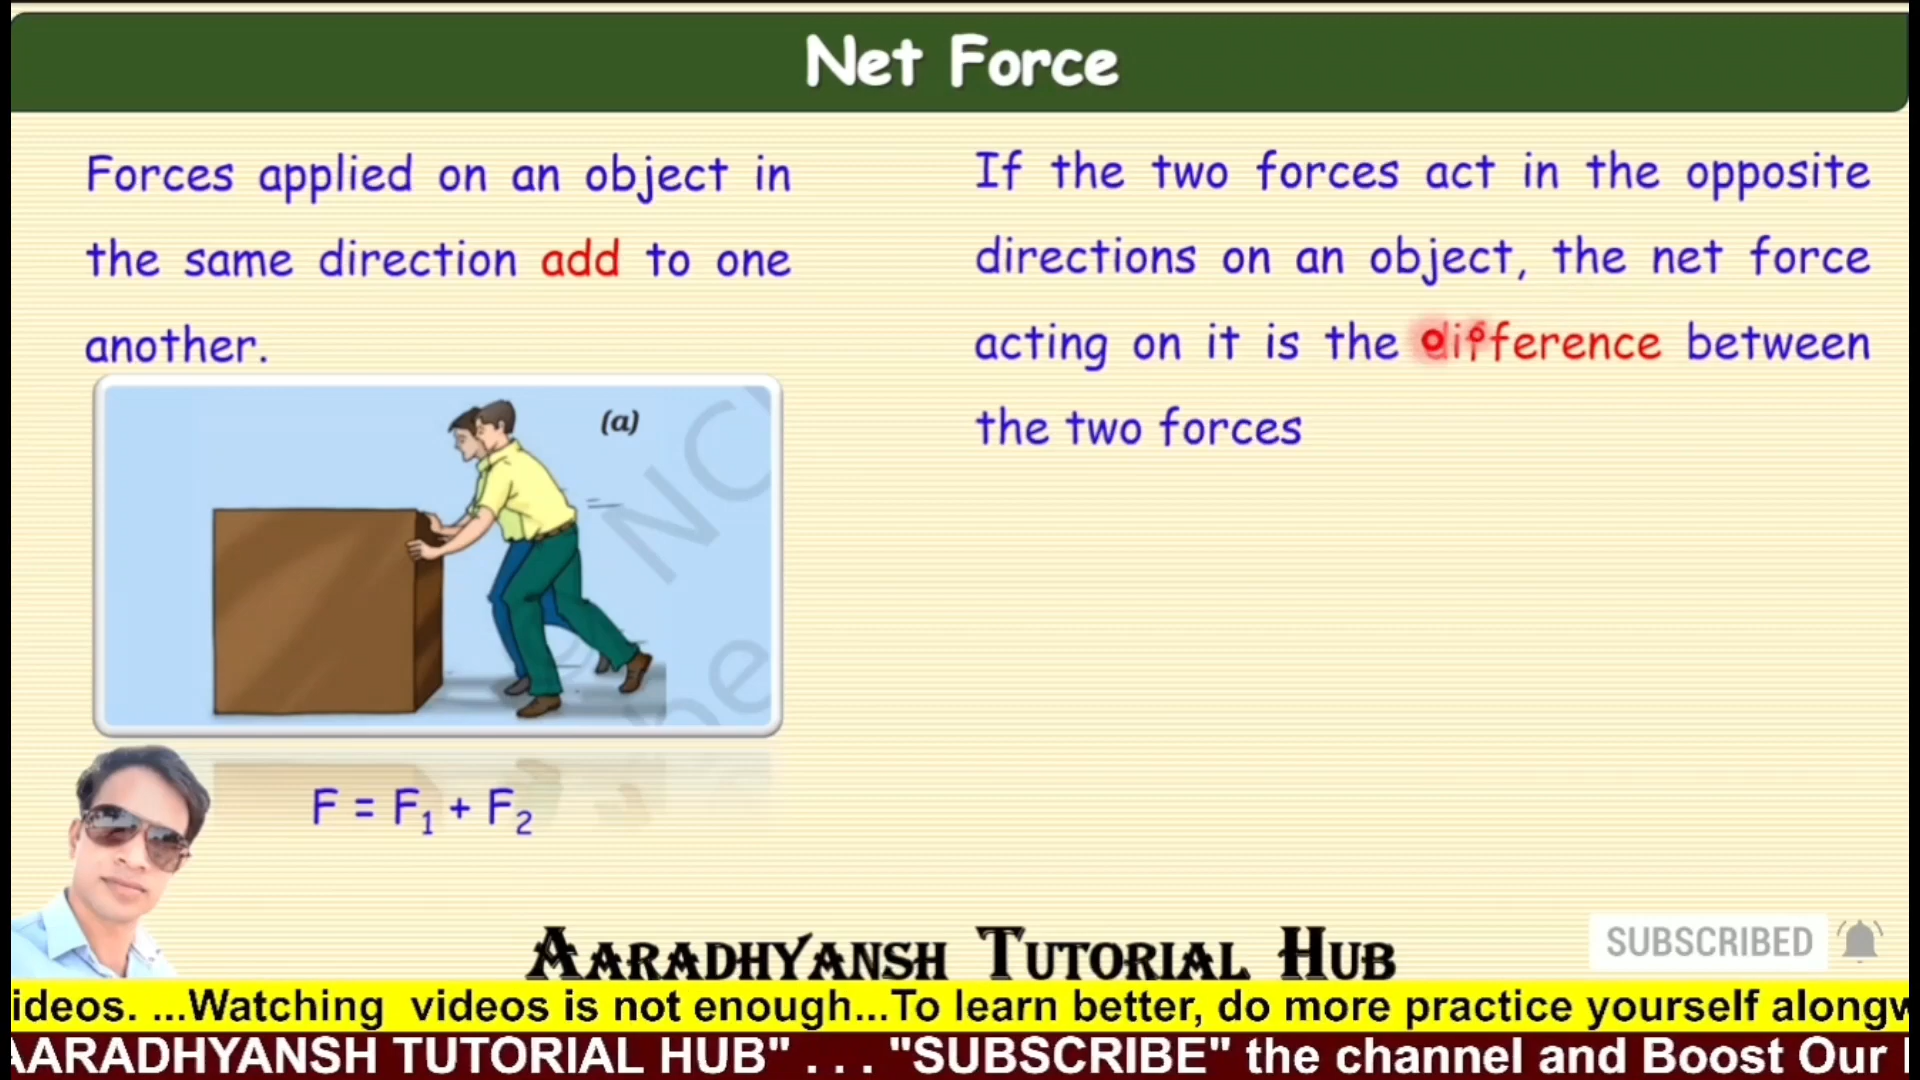 Net Force
Forces applied on an object in
the same direction add to one
another.
(a)
F = F₁ + F₂
If the two forces act in the opposite
directions on an object, the net force
acting on it is the difference between
the two forces
AARADHYANSH TUTORIAL HUB
SUBSCRIBED
ideos. ...Watching videos is not enough...To learn better, do more practice yourself alongw
AARADHYANSH TUTORIAL HUB" . . . "SUBSCRIBE" the channel and Boost Our